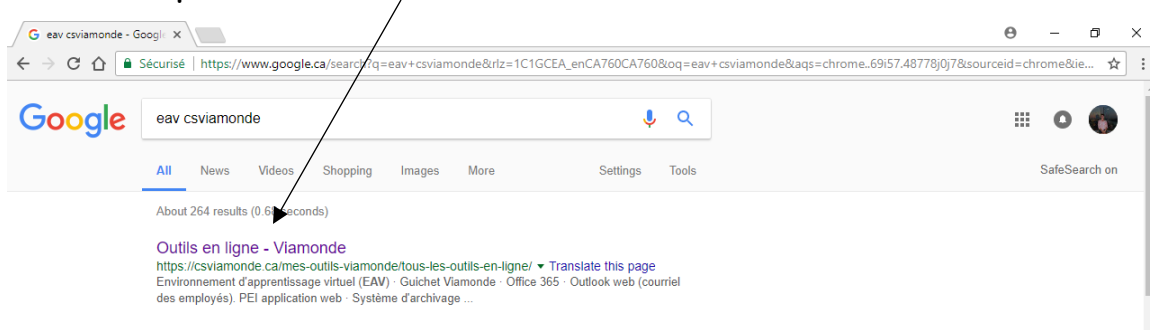 eav csviamonde - Googl
Sécurisé | https://www.google.ca/search?q=eav+csviamonde&rlz=1C1GCEA_enCA760CA760&oq=eav+csviamonde&aqs=chrome..69i57.48778j0j7&sourceid=chrome&ie...
Google
eav csviamonde
All News Videos Shopping Images More Settings Tools
SafeSearch on
About 264 results (0.68 seconds)
Outils en ligne - Viamonde
https://csviamonde.ca/mes-outils-viamonde/tous-les-outils-en-ligne/ ▾ Translate this page
Environnement d'apprentissage virtuel (EAV) · Guichet Viamonde · Office 365 · Outlook web (courriel
des employés). PEI application web · Système d'archivage ...